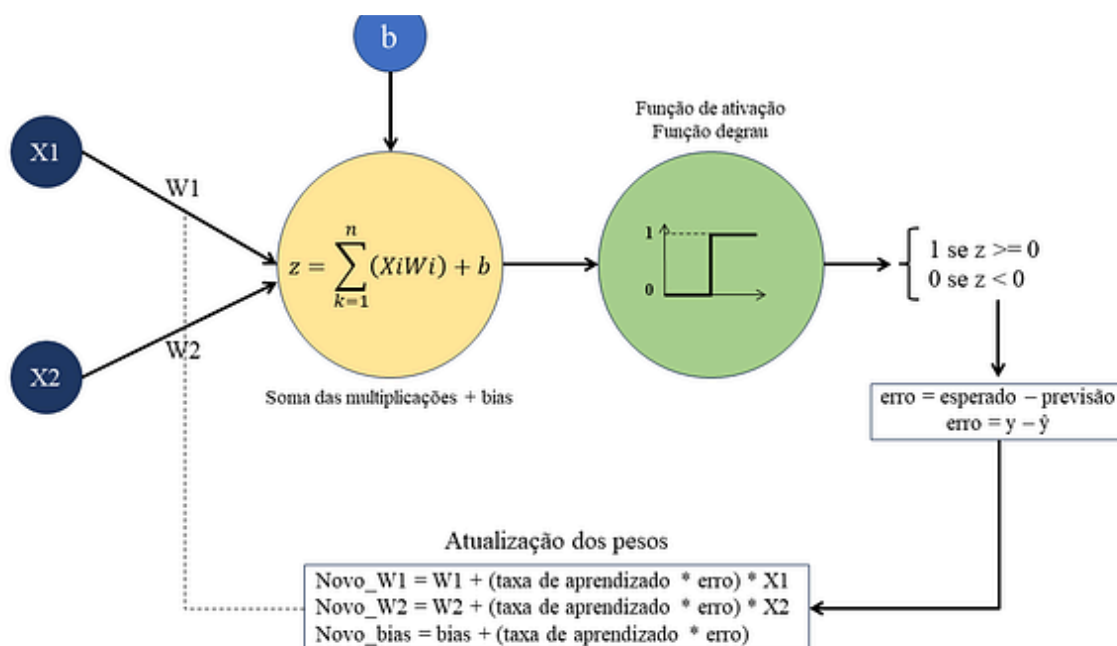 b
Função de ativação
Função degrau
X1
W1
z = \sum_{k=1}^{n} (XiWi) + b
1
0
1 se z >= 0
0 se z < 0
W2
X2
Soma das multiplicações + bias
erro = esperado – previsão
erro = y – ŷ
Atualização dos pesos
Novo_W1 = W1 + (taxa de aprendizado * erro) * X1
Novo_W2 = W2 + (taxa de aprendizado * erro) * X2
Novo_bias = bias + (taxa de aprendizado * erro)